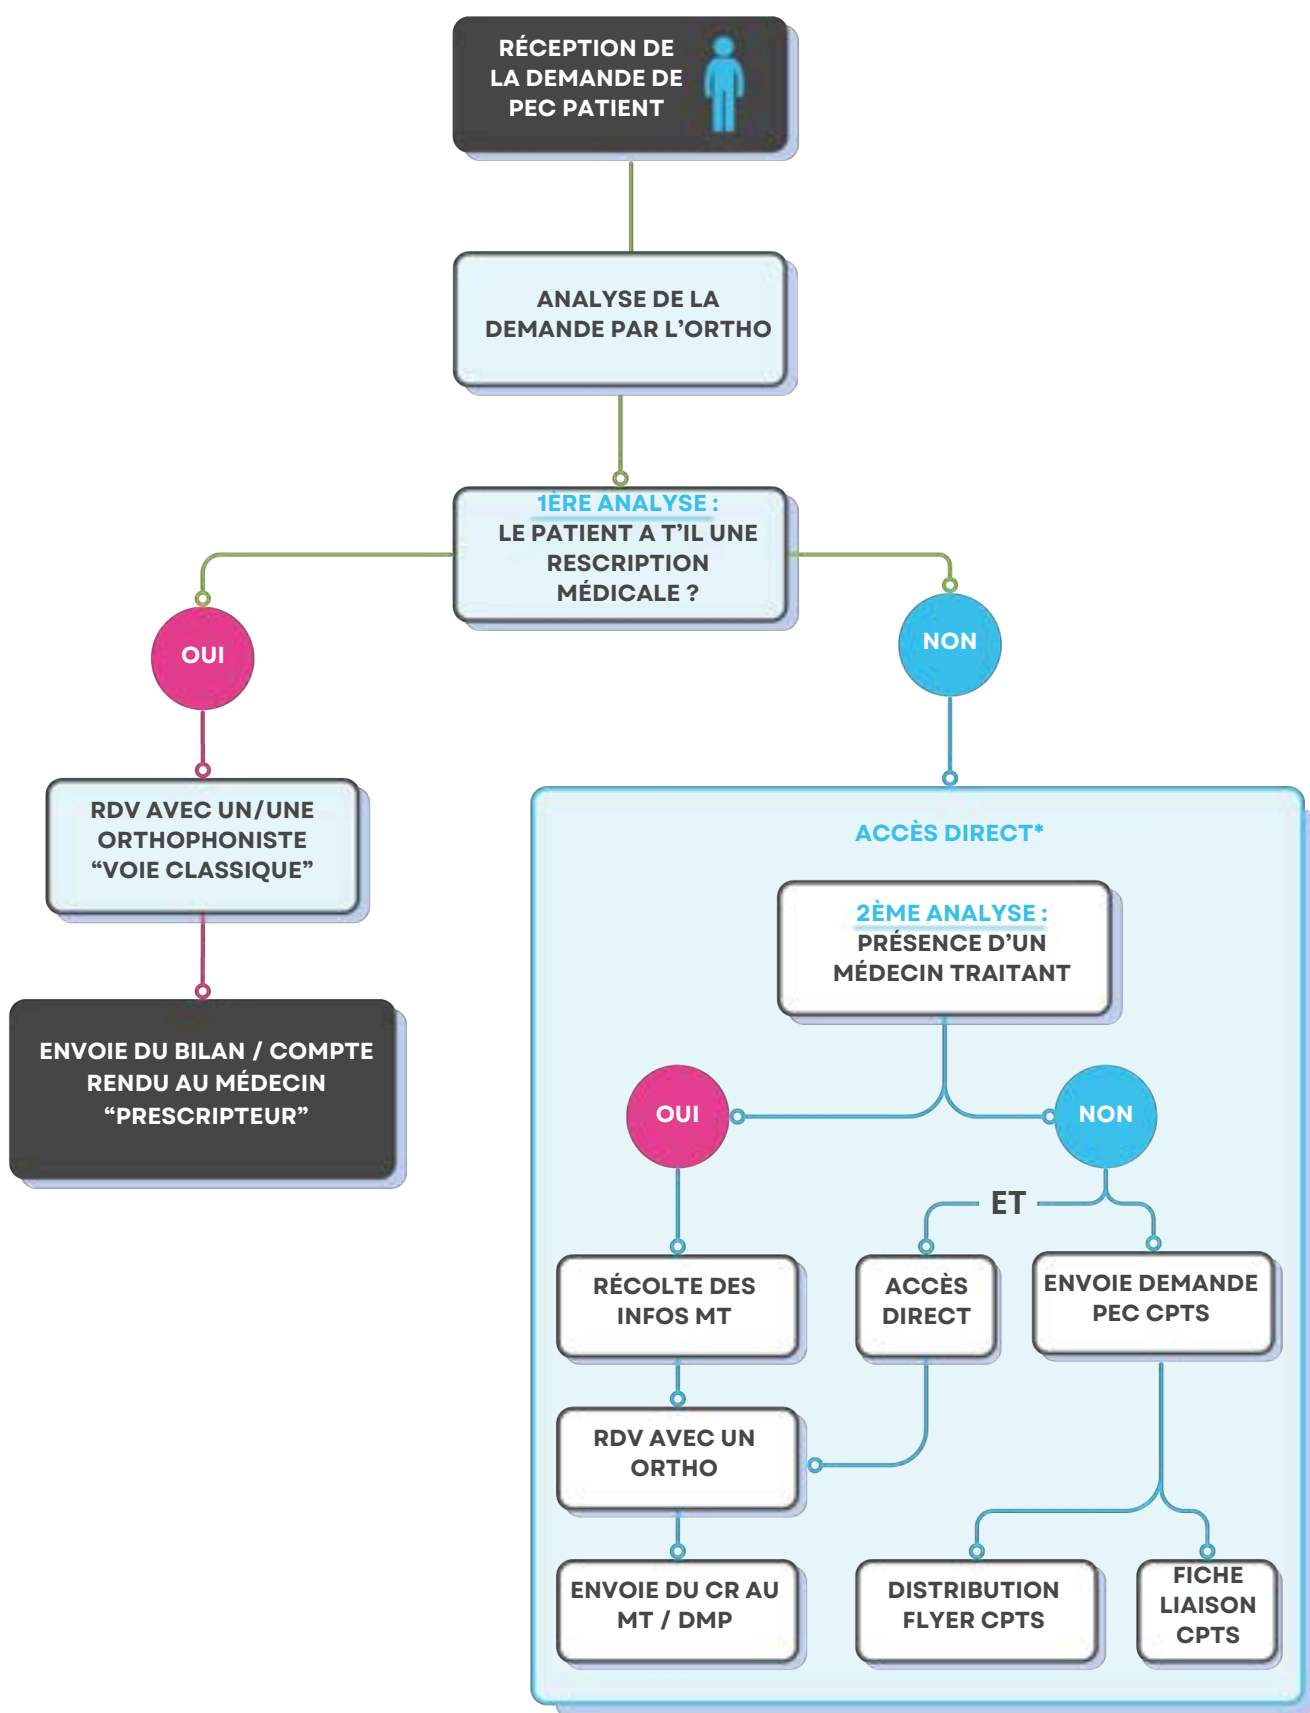 RÉCEPTION DE
LA DEMANDE DE
PEC PATIENT
ANALYSE DE LA
DEMANDE PAR L’ORTHO
1ÈRE ANALYSE :
LE PATIENT A T’IL UNE
RESCRIPTION
MÉDICALE ?
OUI
NON
RDV AVEC UN/UNE
ORTHOPHONISTE
“VOIE CLASSIQUE”
ENVOIE DU BILAN / COMPTE
RENDU AU MÉDECIN
“PRESCRIPTEUR”
ACCÈS DIRECT*
2ÈME ANALYSE :
PRÉSENCE D’UN
MÉDECIN TRAITANT
OUI
NON
ET
RÉCOLTE DES
INFOS MT
ACCÈS
DIRECT
ENVOIE DEMANDE
PEC CPTS
RDV AVEC UN
ORTHO
ENVOIE DU CR AU
MT / DMP
DISTRIBUTION
FLYER CPTS
FICHE
LIAISON
CPTS